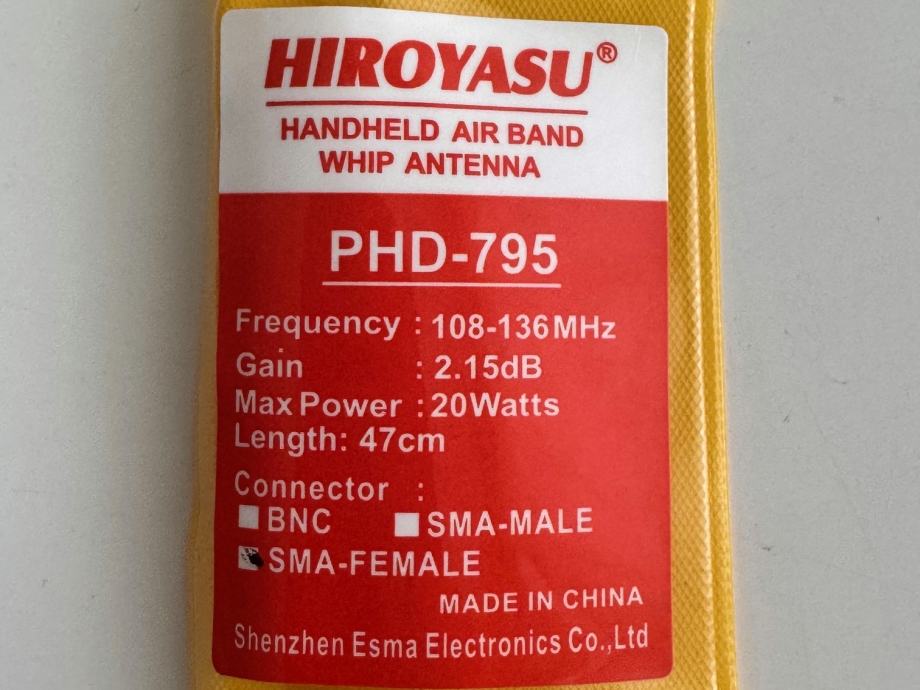 HIROYASU®
HANDHELD AIR BAND
WHIP ANTENNA
PHD-795
Frequency : 108-136MHz
Gain : 2.15dB
Max Power : 20Watts
Length: 47cm
Connector :
BNC SMA-MALE
SMA-FEMALE
MADE IN CHINA
Shenzhen Esma Electronics Co.,Ltd